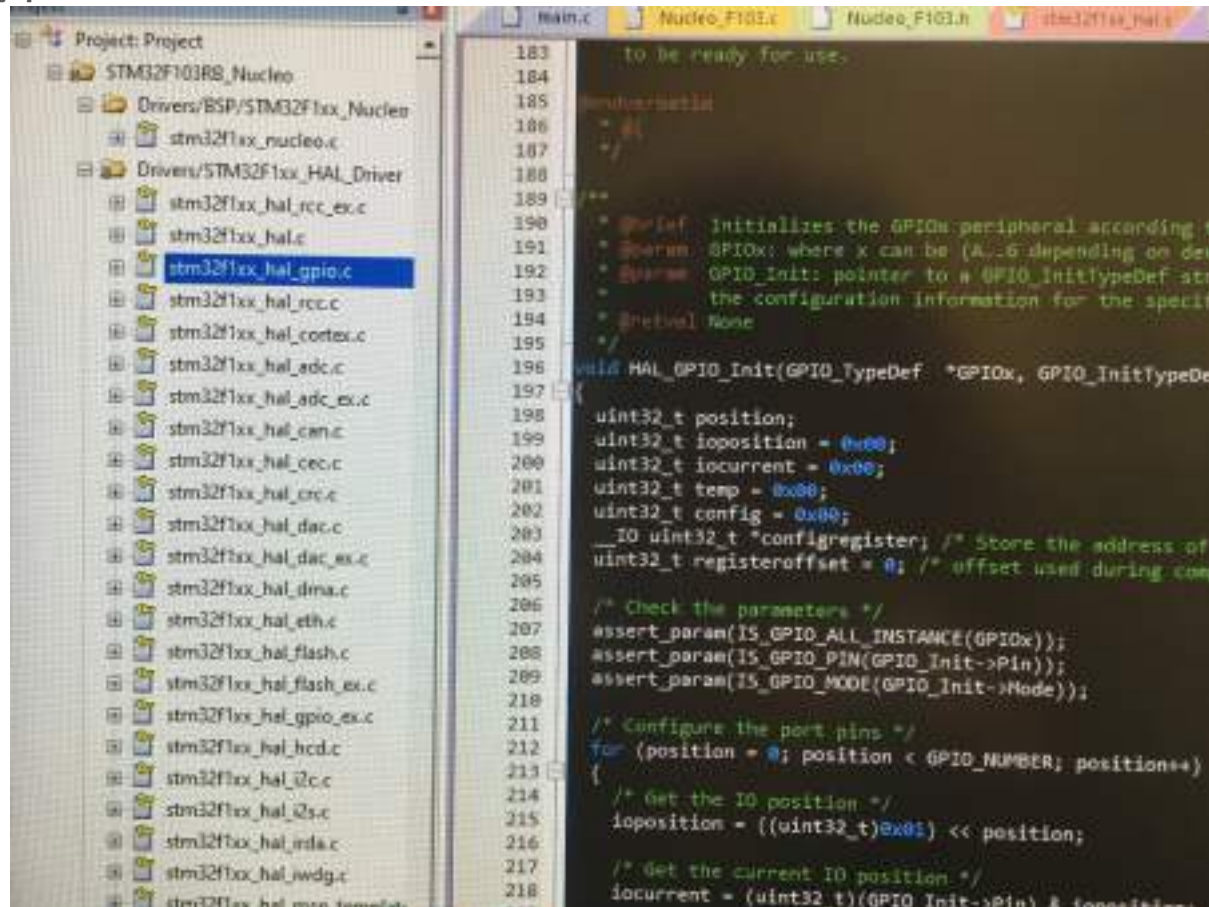 Project: Project
STM32F103RB_Nucleo
Drivers/BSP/STM32F1xx_Nucleo
stm32f1xx_nucleo.c
Drivers/STM32F1xx_HAL_Driver
stm32f1xx_hal_rcc_ex.c
stm32f1xx_hal.c
stm32f1xx_hal_gpio.c
stm32f1xx_hal_rcc.c
stm32f1xx_hal_cortex.c
stm32f1xx_hal_adc.c
stm32f1xx_hal_adc_ex.c
stm32f1xx_hal_can.c
stm32f1xx_hal_cec.c
stm32f1xx_hal_crc.c
stm32f1xx_hal_dac.c
stm32f1xx_hal_dac_ex.c
stm32f1xx_hal_dma.c
stm32f1xx_hal_eth.c
stm32f1xx_hal_flash.c
stm32f1xx_hal_flash_ex.c
stm32f1xx_hal_gpio_ex.c
stm32f1xx_hal_hcd.c
stm32f1xx_hal_i2c.c
stm32f1xx_hal_i2s.c
stm32f1xx_hal_irda.c
stm32f1xx_hal_iwdg.c
main.c Nucleo_F103.c Nucleo_F103.h
183 to be ready for use.
184
185 @endverbatim
186 * @{
187 */
188
189 /**
190 * @brief Initializes the GPIOx peripheral according
191 * @param GPIOx: where x can be (A..G depending on
192 * @param GPIO_Init: pointer to a GPIO_InitTypeDef
193 * the configuration information for the
194 * @retval None
195 */
196 void HAL_GPIO_Init(GPIO_TypeDef *GPIOx, GPIO_InitTypeDe
197 {
198 uint32_t position;
199 uint32_t ioposition = 0x00;
200 uint32_t iocurrent = 0x00;
201 uint32_t temp = 0x00;
202 uint32_t config = 0x00;
203 __IO uint32_t *configregister; /* Store the address of
204 uint32_t registeroffset = 0; /* offset used during com
205
206 /* Check the parameters */
207 assert_param(IS_GPIO_ALL_INSTANCE(GPIOx));
208 assert_param(IS_GPIO_PIN(GPIO_Init->Pin));
209 assert_param(IS_GPIO_MODE(GPIO_Init->Mode));
210
211 /* Configure the port pins */
212 for (position = 0; position < GPIO_NUMBER; position++)
213 {
214 /* Get the IO position */
215 ioposition = ((uint32_t)0x01) << position;
216
217 /* Get the current IO position */
218 iocurrent = (uint32_t)(GPIO_Init->Pin) & ioposition;